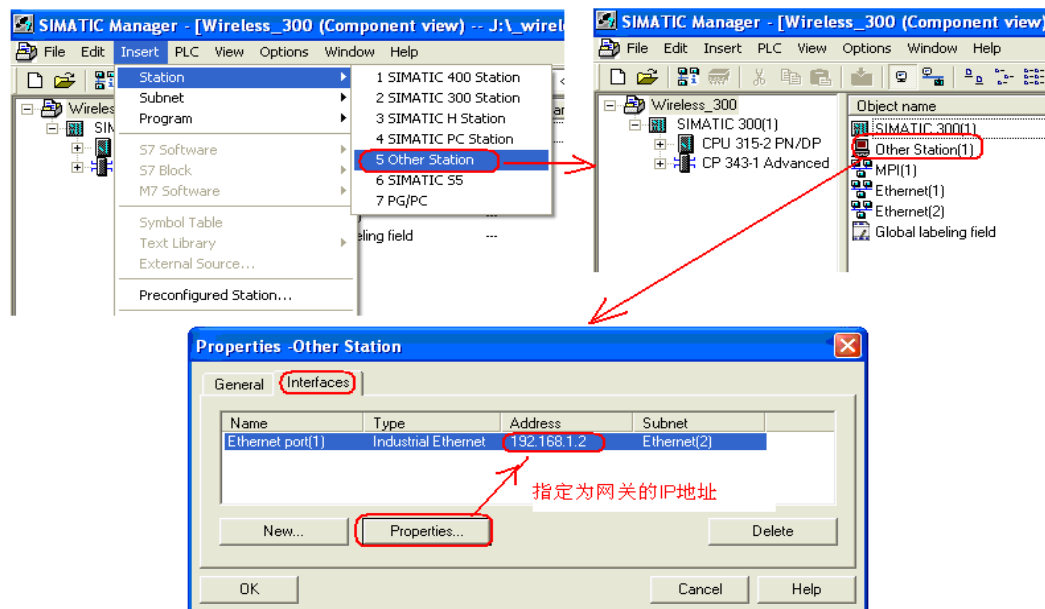 SIMATIC Manager - [Wireless_300 (Component view) -- J:\_wirel
File Edit Insert PLC View Options Window Help
Wireles
SIM
Station
Subnet
Program
S7 Software
S7 Block
M7 Software
Symbol Table
Text Library
External Source...
Preconfigured Station...
1 SIMATIC 400 Station
2 SIMATIC 300 Station
3 SIMATIC H Station
4 SIMATIC PC Station
5 Other Station
6 SIMATIC S5
7 PG/PC
eling field ---
SIMATIC Manager - [Wireless_300 (Component view)
File Edit Insert PLC View Options Window Help
Wireless_300
SIMATIC 300(1)
CPU 315-2 PN/DP
CP 343-1 Advanced
Object name
SIMATIC 300(1)
Other Station(1)
MPI(1)
Ethernet(1)
Ethernet(2)
Global labeling field
Properties -Other Station
General Interfaces
Name Type Address Subnet
Ethernet port(1) Industrial Ethernet 192.168.1.2 Ethernet(2)
指定为网关的IP地址
New... Properties... Delete
OK Cancel Help